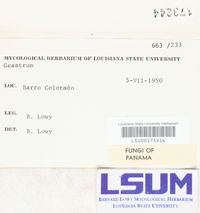 663 /233
MYCOLOGICAL HERBARIUM OF LOUISIANA STATE UNIVERSITY
Geastrum
5-VII-1950
LOC. Barro Colorado
LEG. B. Lowy
DET. B. Lowy
Louisiana State University Herbarium
LSU00171414
FUNGI OF
PANAMA
LSUM
BERNARD LOWY MYCOLOGICAL HERBARIUM
LOUISIANA STATE UNIVERSITY